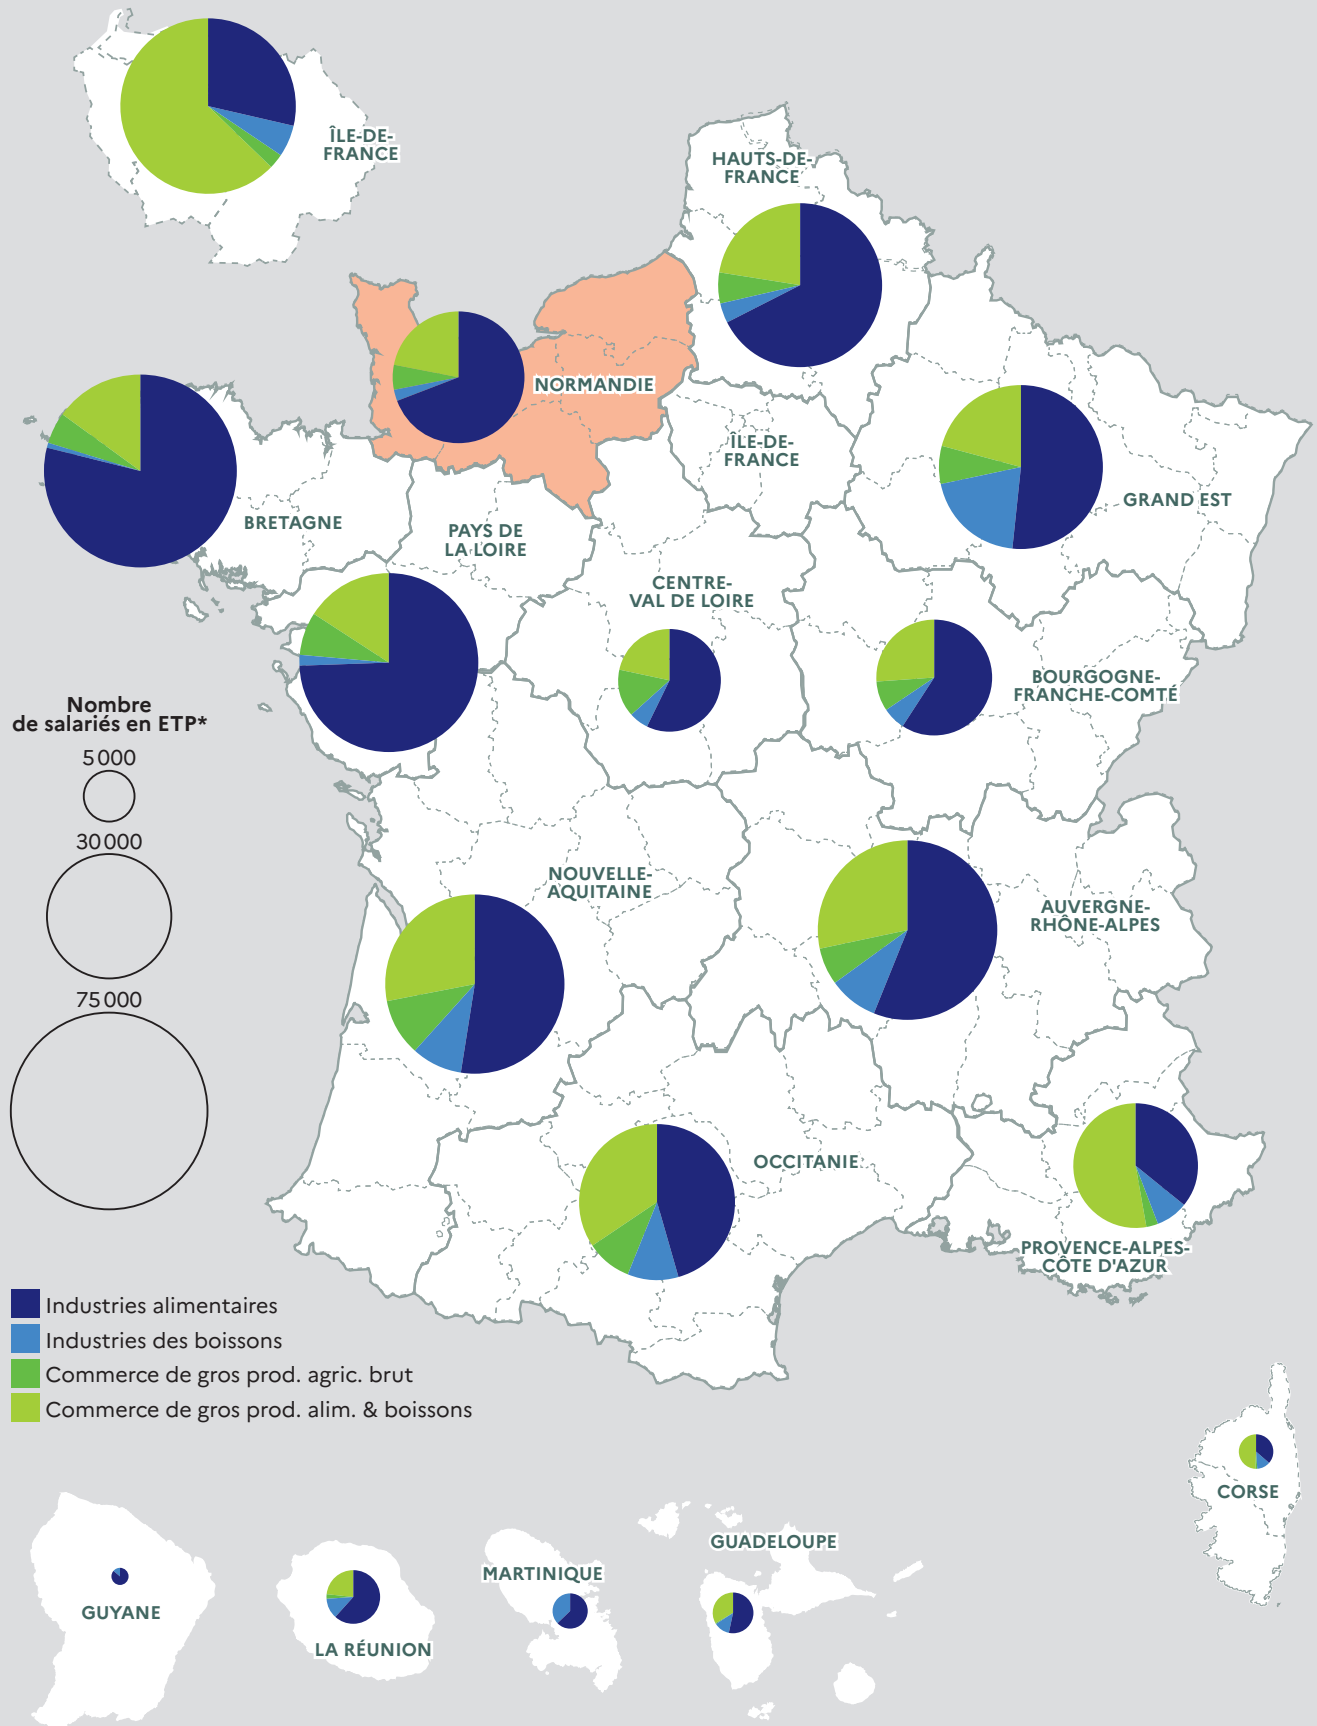 ÎLE-DE-
FRANCE
HAUTS-DE-
FRANCE
NORMANDIE
ÎLE-DE-
FRANCE
GRAND EST
BRETAGNE
PAYS DE
LA LOIRE
CENTRE-
VAL DE LOIRE
BOURGOGNE-
FRANCHE-COMTÉ
Nombre
de salariés en ETP*
5 000
30 000
75 000
NOUVELLE-
AQUITAINE
AUVERGNE-
RHÔNE-ALPES
OCCITANIE
PROVENCE-ALPES-
CÔTE D'AZUR
Industries alimentaires
Industries des boissons
Commerce de gros prod. agric. brut
Commerce de gros prod. alim. & boissons
CORSE
GUYANE
LA RÉUNION
MARTINIQUE
GUADELOUPE